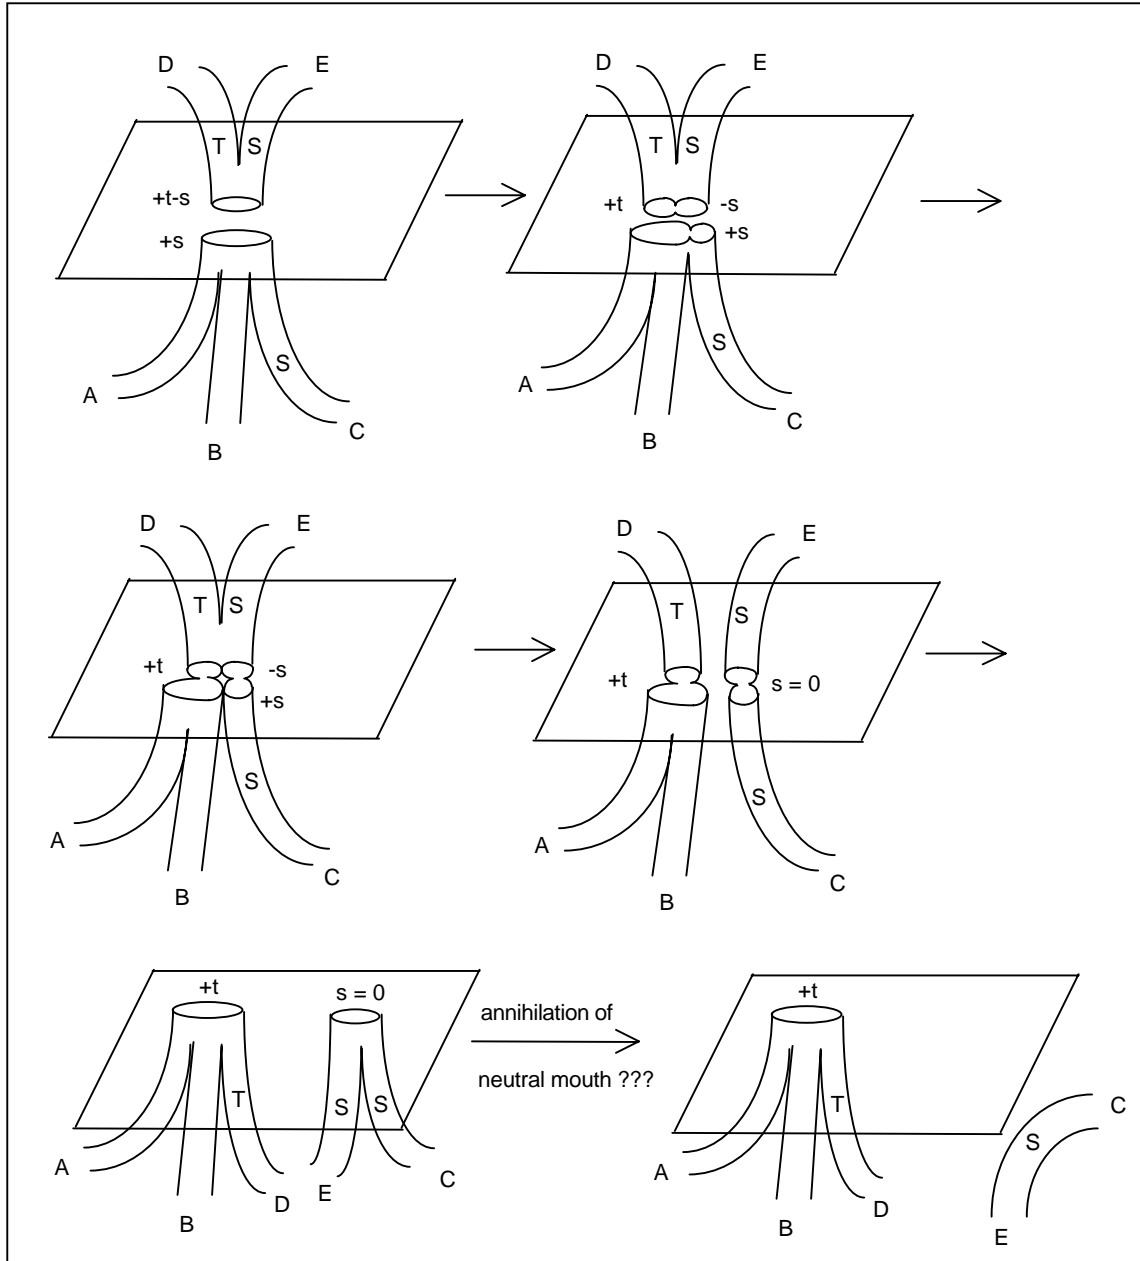 D E
T S
+t-s
+s
S
A
C
B
D E
T S
+t -s
+s
S
A
C
B
D E
T S
+t -s
+s
S
A
C
B
D E
T S
+t s = 0
S
A
C
B
+t s = 0
T S S
A
C
D E
B
annihilation of
neutral mouth ???
+t
T
C
S
A
D
B
E